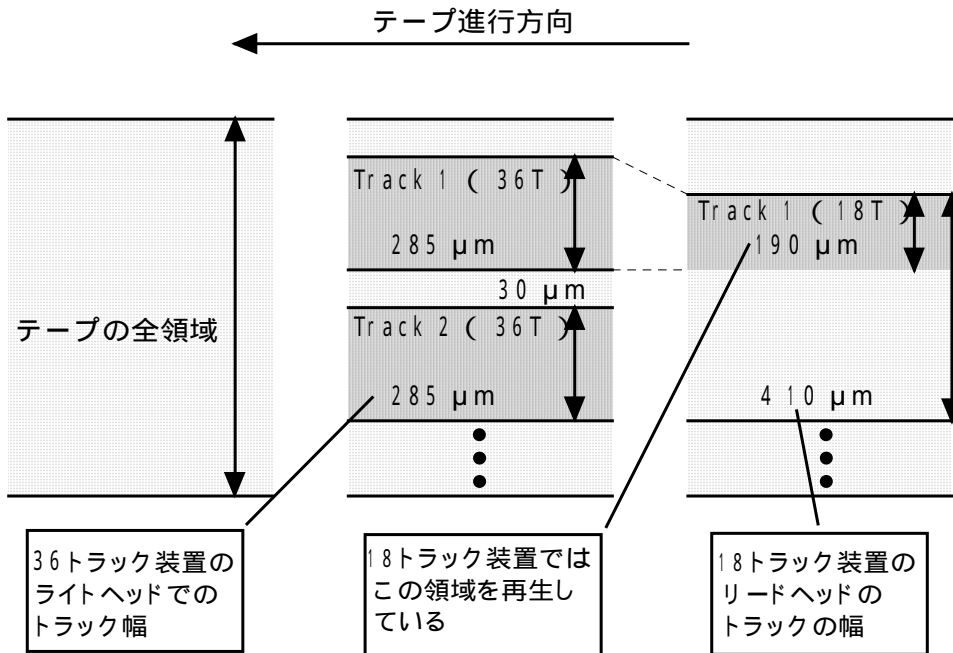 テープ進行方向
テープの全領域
Track 1 ( 36T )
285 μm
30 μm
Track 2 ( 36T )
285 μm
Track 1 ( 18T )
190 μm
410 μm
36トラック装置の
ライトヘッドでの
トラック幅
18トラック装置では
この領域を再生し
ている
18トラック装置の
リードヘッドの
トラックの幅